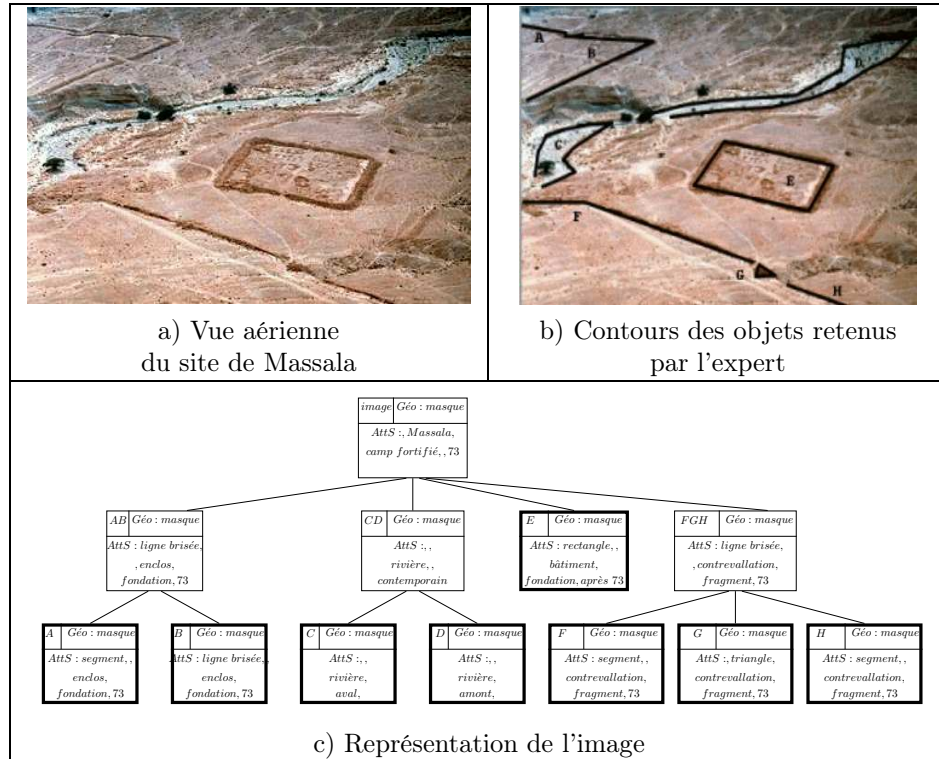 A
B
D
C
E
F
G
H
a) Vue aérienne
du site de Massala
b) Contours des objets retenus
par l'expert
image Géo : masque
AttS :, Massala,
camp fortifié, , 73
AB Géo : masque
AttS : ligne brisée,
, enclos,
fondation, 73
CD Géo : masque
AttS :, ,
rivière, ,
contemporain
E Géo : masque
AttS : rectangle, ,
bâtiment,
fondation, après 73
FGH Géo : masque
AttS : ligne brisée,
, contrevallation,
fragment, 73
A Géo : masque
AttS : segment, ,
enclos,
fondation, 73
B Géo : masque
AttS : ligne brisée, ,
enclos,
fondation, 73
C Géo : masque
AttS :, ,
rivière,
aval,
D Géo : masque
AttS :, ,
rivière,
amont,
F Géo : masque
AttS : segment, ,
contrevallation,
fragment, 73
G Géo : masque
AttS :, triangle,
contrevallation,
fragment, 73
H Géo : masque
AttS : segment, ,
contrevallation,
fragment, 73
c) Représentation de l'image